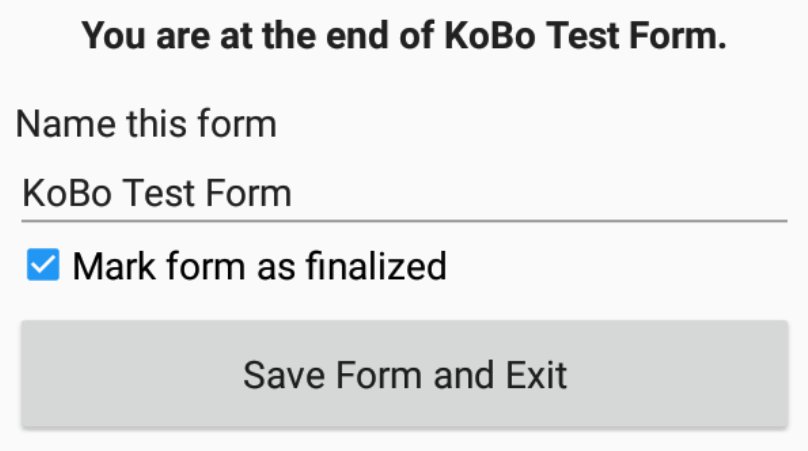 You are at the end of KoBo Test Form.
Name this form
KoBo Test Form
Mark form as finalized
Save Form and Exit